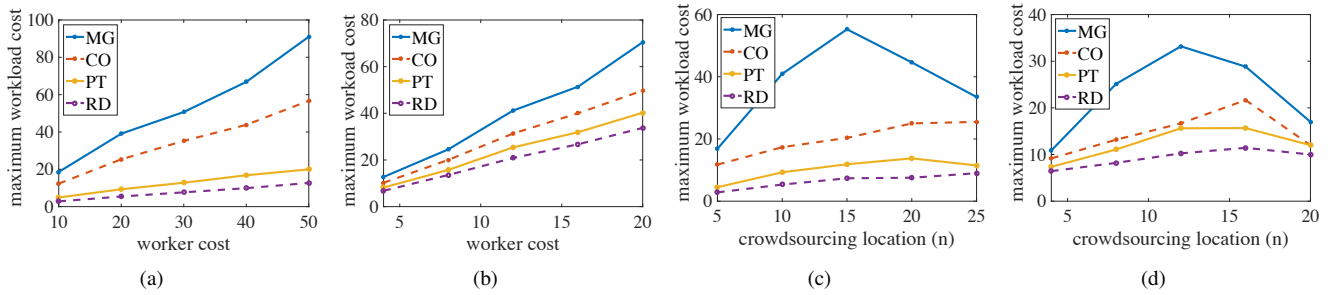 maximum workload cost
100
80
60
40
20
0
MG
CO
PT
RD
10
20
30
40
50
worker cost
(a)
maximum workoad cost
80
60
40
20
0
MG
CO
PT
RD
5
10
15
20
worker cost
(b)
maximum workload cost
60
40
20
0
MG
CO
PT
RD
5
10
15
20
25
crowdsourcing location (n)
(c)
maximum workload cost
40
30
20
10
0
MG
CO
PT
RD
5
10
15
20
crowdsourcing location (n)
(d)